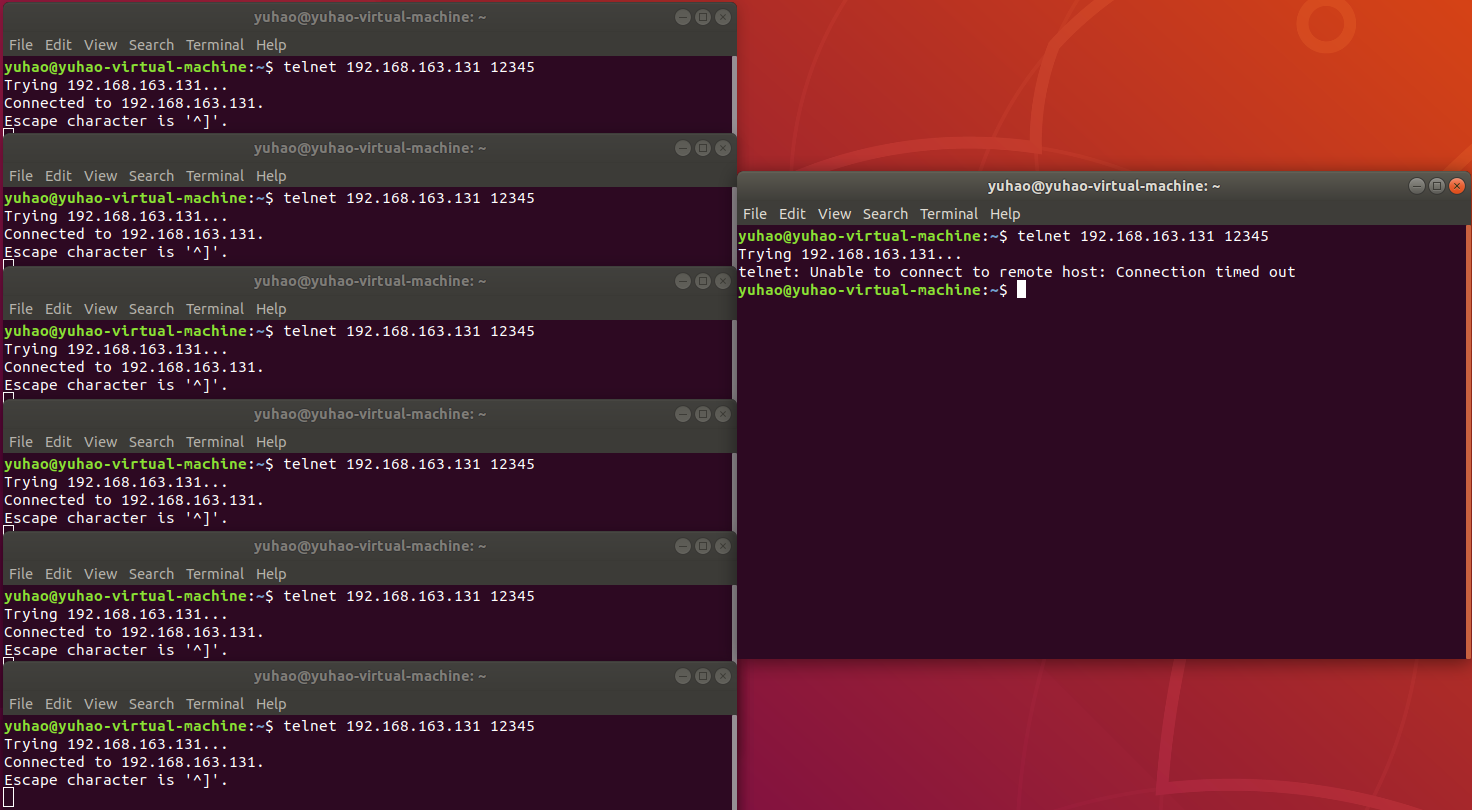 yuhao@yuhao-virtual-machine: ~
File Edit View Search Terminal Help
yuhao@yuhao-virtual-machine:~$ telnet 192.168.163.131 12345
Trying 192.168.163.131...
Connected to 192.168.163.131.
Escape character is '^]'.
yuhao@yuhao-virtual-machine: ~
File Edit View Search Terminal Help
yuhao@yuhao-virtual-machine:~$ telnet 192.168.163.131 12345
Trying 192.168.163.131...
Connected to 192.168.163.131.
Escape character is '^]'.
yuhao@yuhao-virtual-machine: ~
File Edit View Search Terminal Help
yuhao@yuhao-virtual-machine:~$ telnet 192.168.163.131 12345
Trying 192.168.163.131...
Connected to 192.168.163.131.
Escape character is '^]'.
yuhao@yuhao-virtual-machine: ~
File Edit View Search Terminal Help
yuhao@yuhao-virtual-machine:~$ telnet 192.168.163.131 12345
Trying 192.168.163.131...
Connected to 192.168.163.131.
Escape character is '^]'.
yuhao@yuhao-virtual-machine: ~
File Edit View Search Terminal Help
yuhao@yuhao-virtual-machine:~$ telnet 192.168.163.131 12345
Trying 192.168.163.131...
Connected to 192.168.163.131.
Escape character is '^]'.
yuhao@yuhao-virtual-machine: ~
File Edit View Search Terminal Help
yuhao@yuhao-virtual-machine:~$ telnet 192.168.163.131 12345
Trying 192.168.163.131...
Connected to 192.168.163.131.
Escape character is '^]'.
yuhao@yuhao-virtual-machine: ~
File Edit View Search Terminal Help
yuhao@yuhao-virtual-machine:~$ telnet 192.168.163.131 12345
Trying 192.168.163.131...
telnet: Unable to connect to remote host: Connection timed out
yuhao@yuhao-virtual-machine:~$